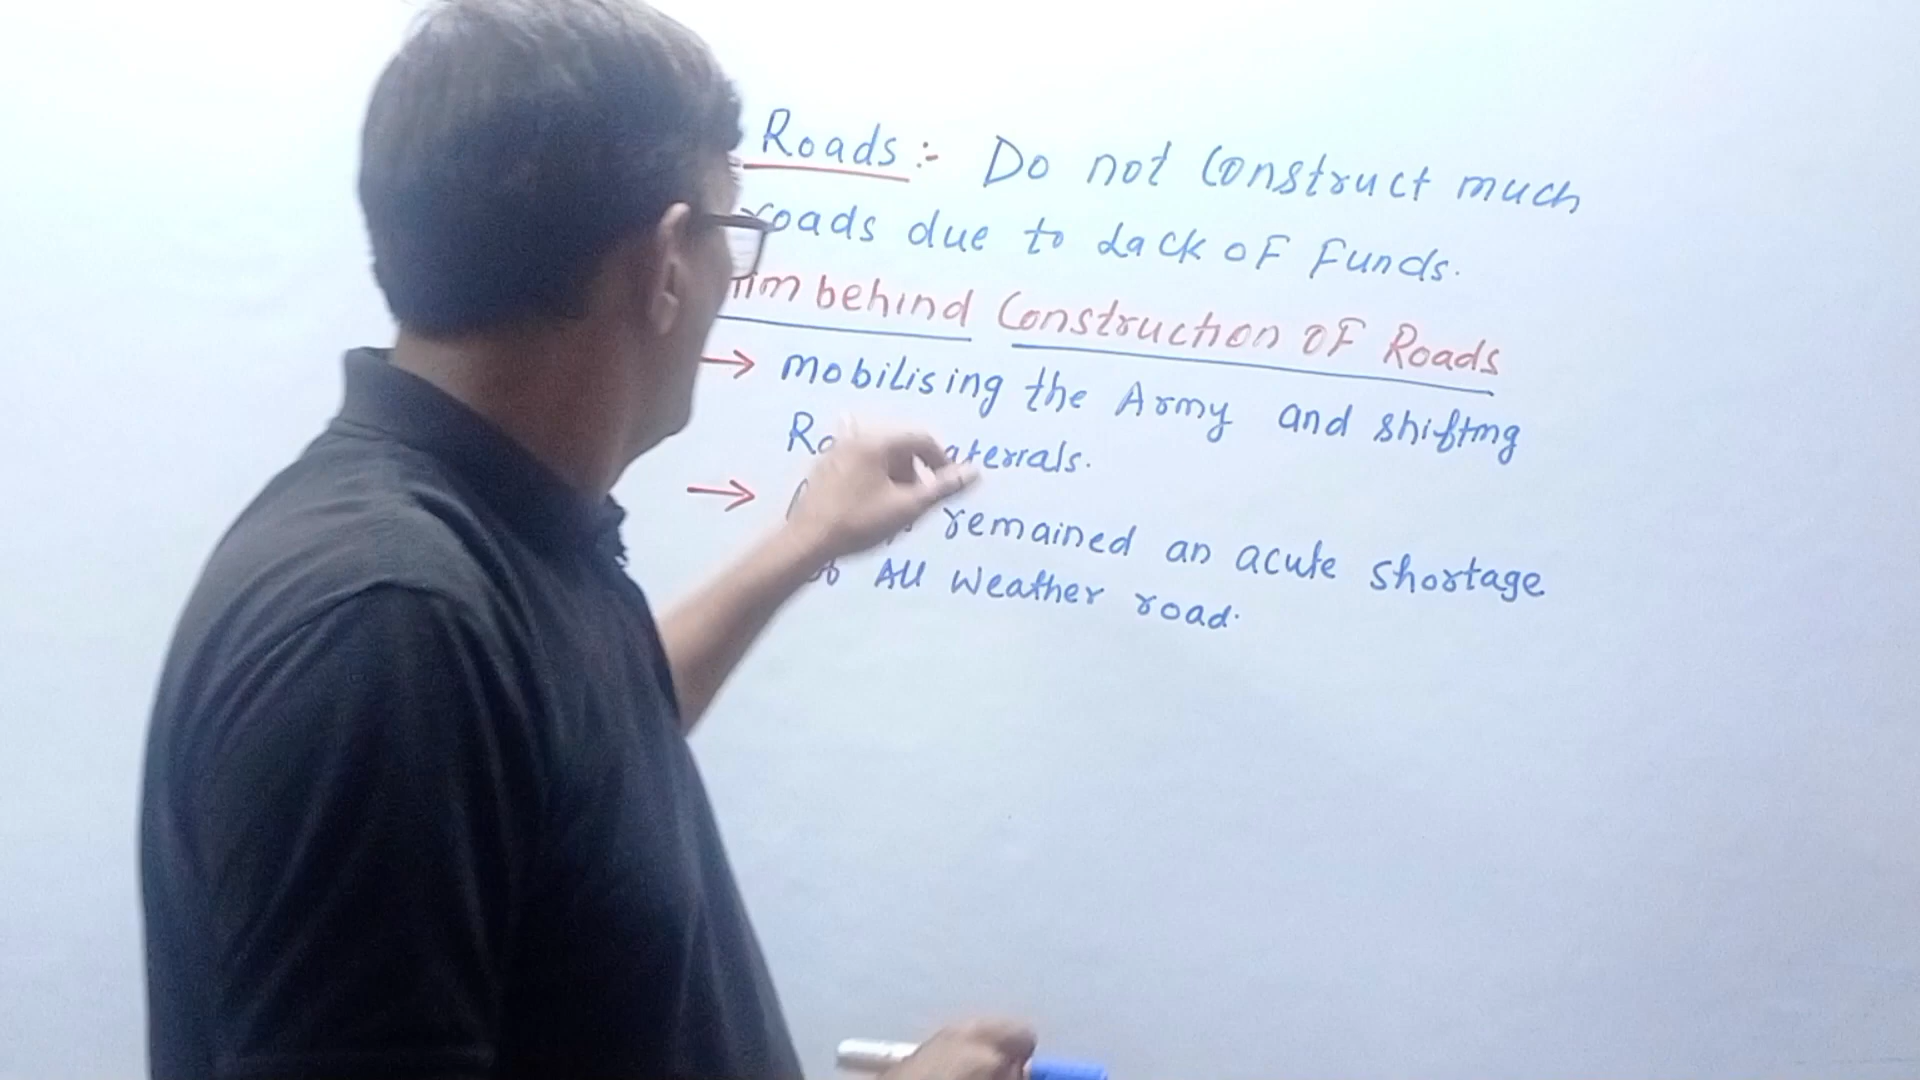 Roads :- Do not Construct much
roads due to Lack of Funds.
behind Construction of Roads
→ mobilising the Army and shifting
→ remained an acute shortage
All Weather road.